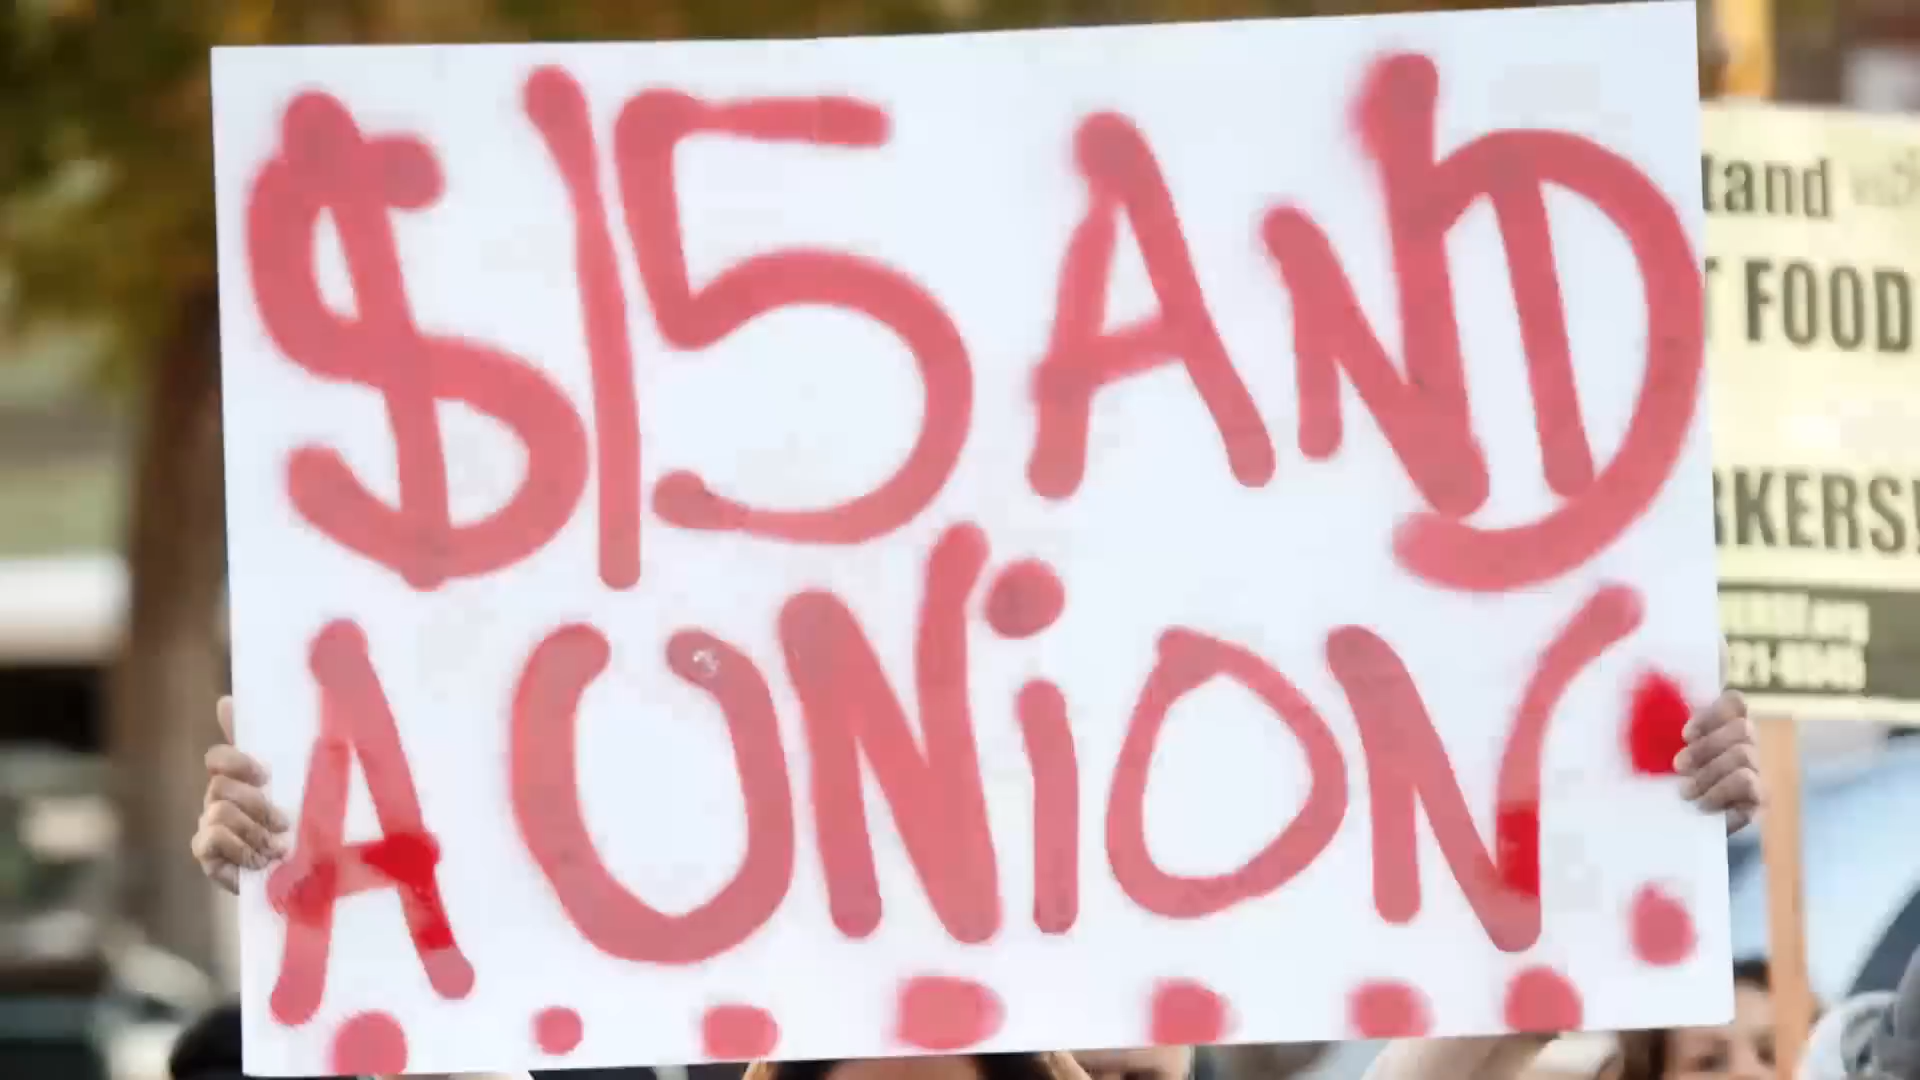 $15 AND
A UNiON
tand
FOOD
RKERS!